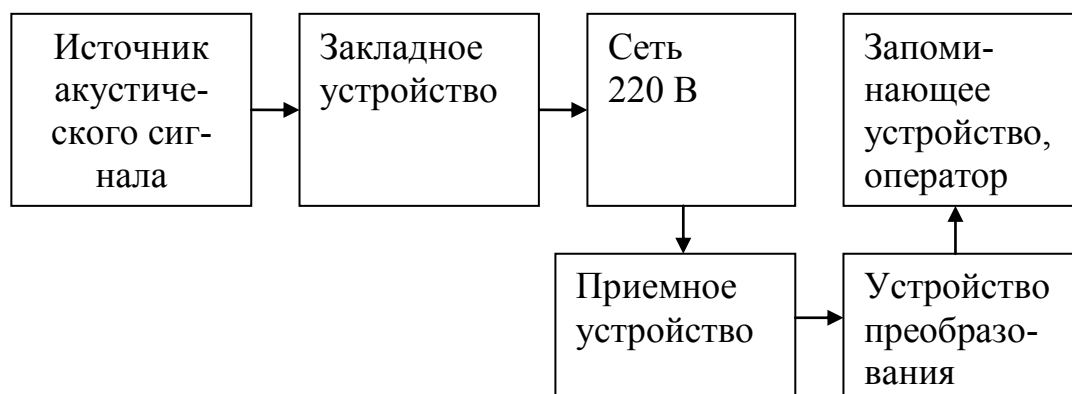 Источник
акустиче-
ского сиг-
нала
Закладное
устройство
Сеть
220 В
Запоми-
нающее
устройство,
оператор
Приемное
устройство
Устройство
преобразо-
вания